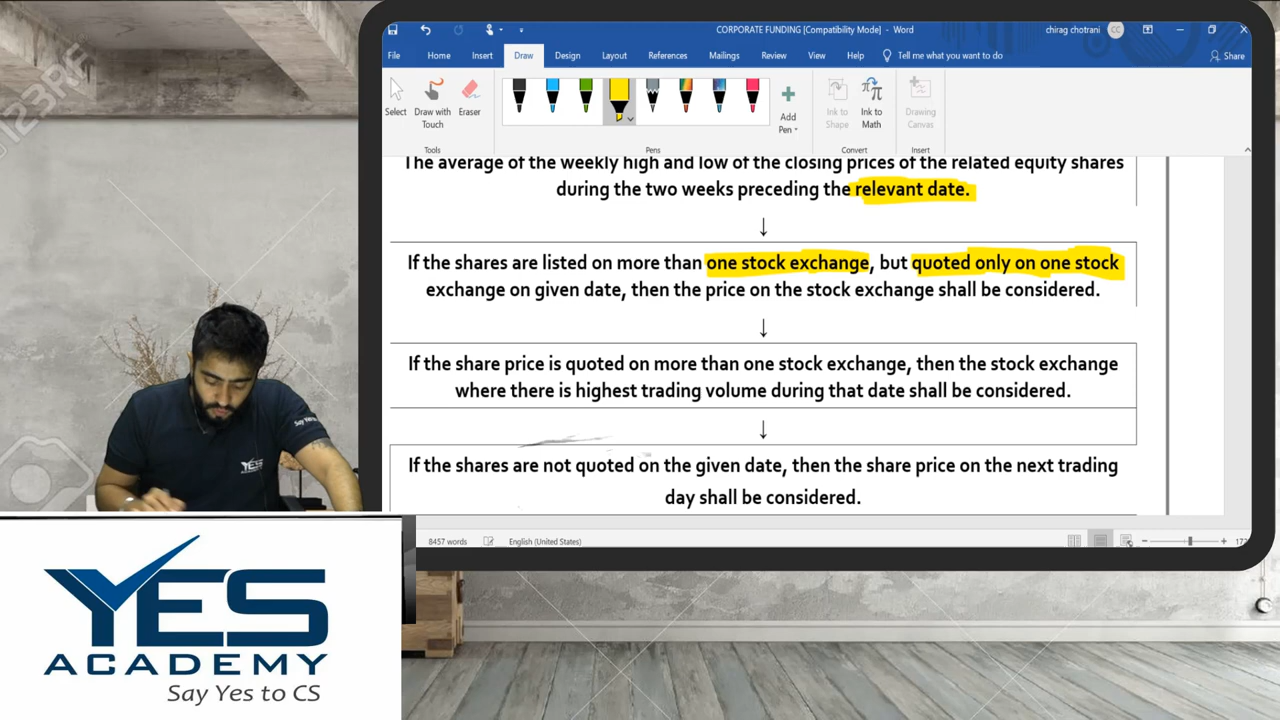 CORPORATE FUNDING [Compatibility Mode] - Word
chirag chotrani
CC
File Home Insert Draw Design Layout References Mailings Review View Help Tell me what you want to do
Share
Select
Draw with Touch
Eraser
Add Pen
Ink to Shape
Ink to Math
Drawing Canvas
Tools
Pens
Convert
Insert
The average of the weekly high and low of the closing prices of the related equity shares
during the two weeks preceding the relevant date.
↓
If the shares are listed on more than one stock exchange, but quoted only on one stock
exchange on given date, then the price on the stock exchange shall be considered.
↓
If the share price is quoted on more than one stock exchange, then the stock exchange
where there is highest trading volume during that date shall be considered.
↓
If the shares are not quoted on the given date, then the share price on the next trading
day shall be considered.
8457 words
English (United States)
YES
YES
ACADEMY
Say Yes to CS
123RF